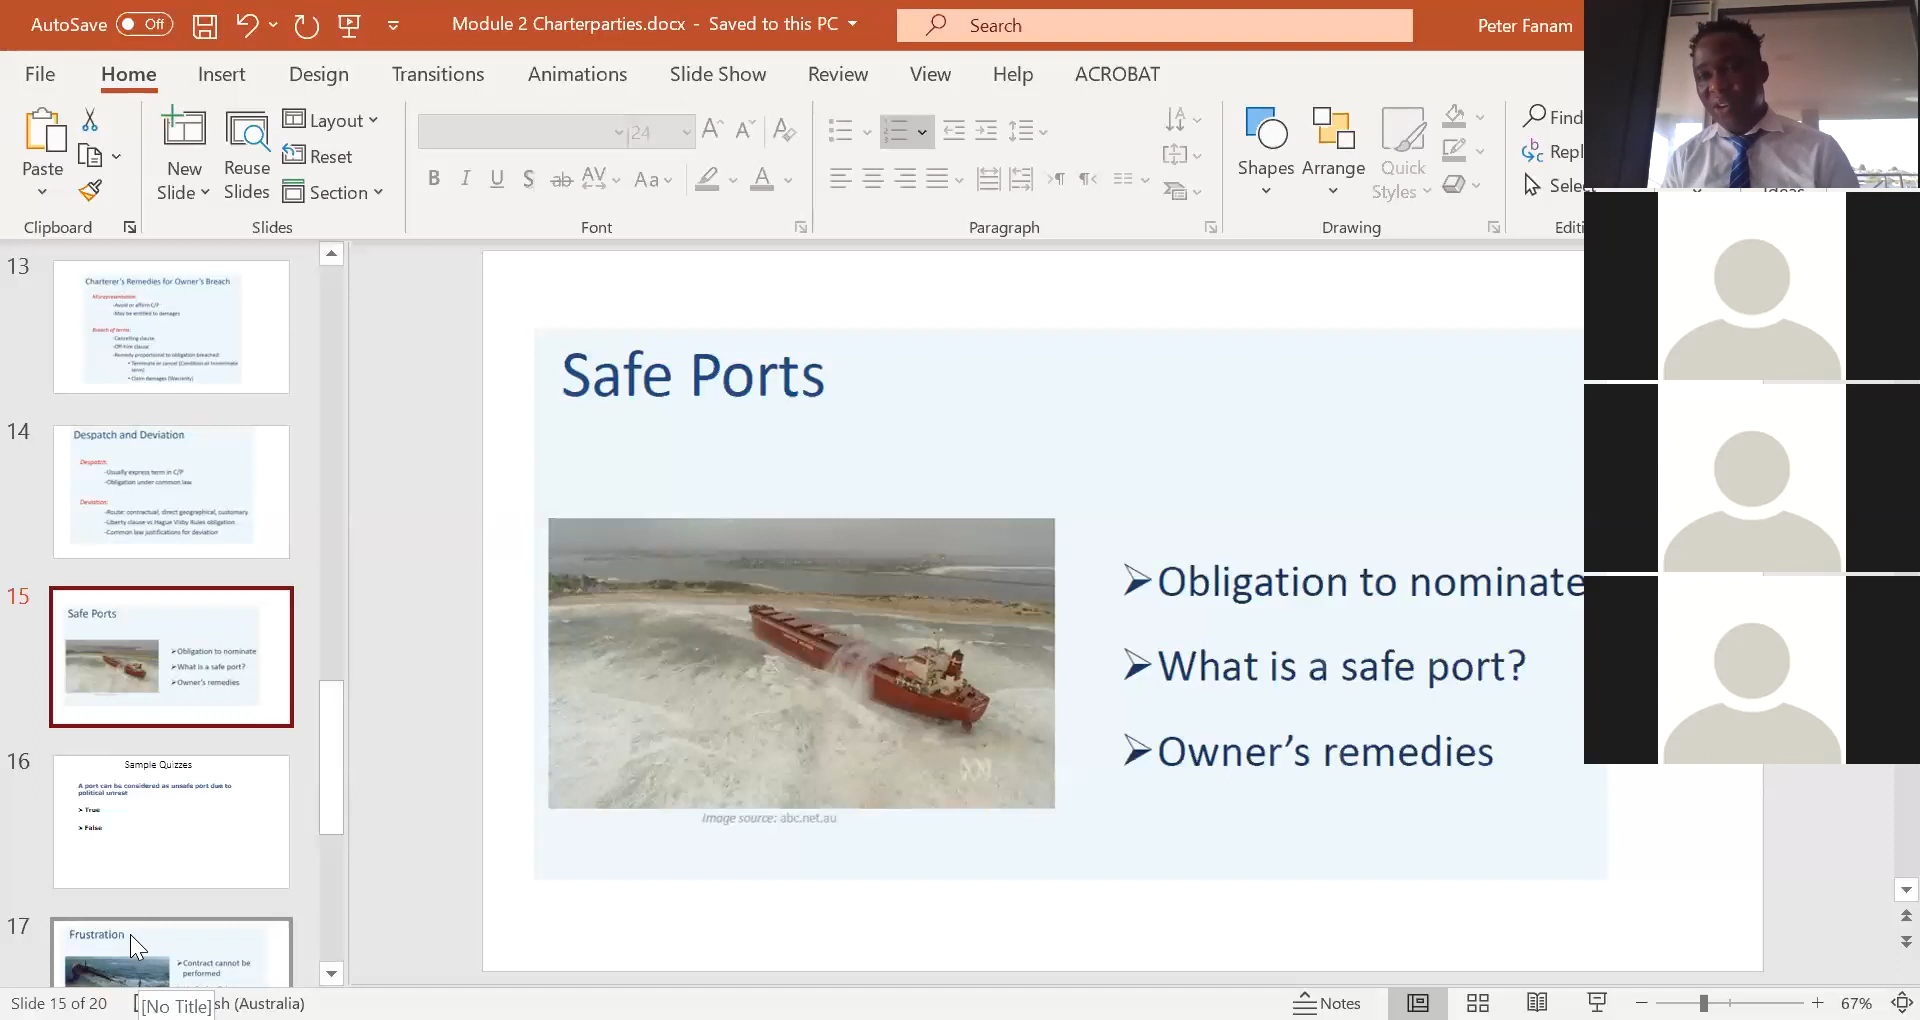 AutoSave Off
Module 2 Charterparties.docx - Saved to this PC
Search
Peter Fanam
File Home Insert Design Transitions Animations Slide Show Review View Help ACROBAT
Paste
New Slide
Reuse Slides
Layout
Reset
Section
24
B I U S ab AV Aa A
Shapes
Arrange
Quick Styles
Find
Repl
Selec
Clipboard
Slides
Font
Paragraph
Drawing
Editi
13
Charterer's Remedies for Owner's Breach
Misrepresentation:
-Avoid or affirm C/P
-May be entitled to damages
Breach of terms:
-Cancelling clause
-Off-hire clause
-Remedy proportional to obligation breached:
• Terminate or cancel (Condition or Innominate
term)
• Claim damages (Warranty)
14
Despatch and Deviation
Despatch:
-Usually express term in C/P
-Obligation under common law
Deviation:
-Route: contractual, direct geographical, customary
-Liberty clause vs Hague Visby Rules obligation
-Common law justifications for deviation
15
Safe Ports
➢Obligation to nominate
➢What is a safe port?
➢Owner's remedies
16
Sample Quizzes
A port can be considered as unsafe port due to
political unrest
➢ True
➢ False
17
Frustration
➢Contract cannot be
performed
Safe Ports
➢Obligation to nominate
➢What is a safe port?
➢Owner's remedies
Image source: abc.net.au
Slide 15 of 20
[No Title]
sh (Australia)
Notes
67%